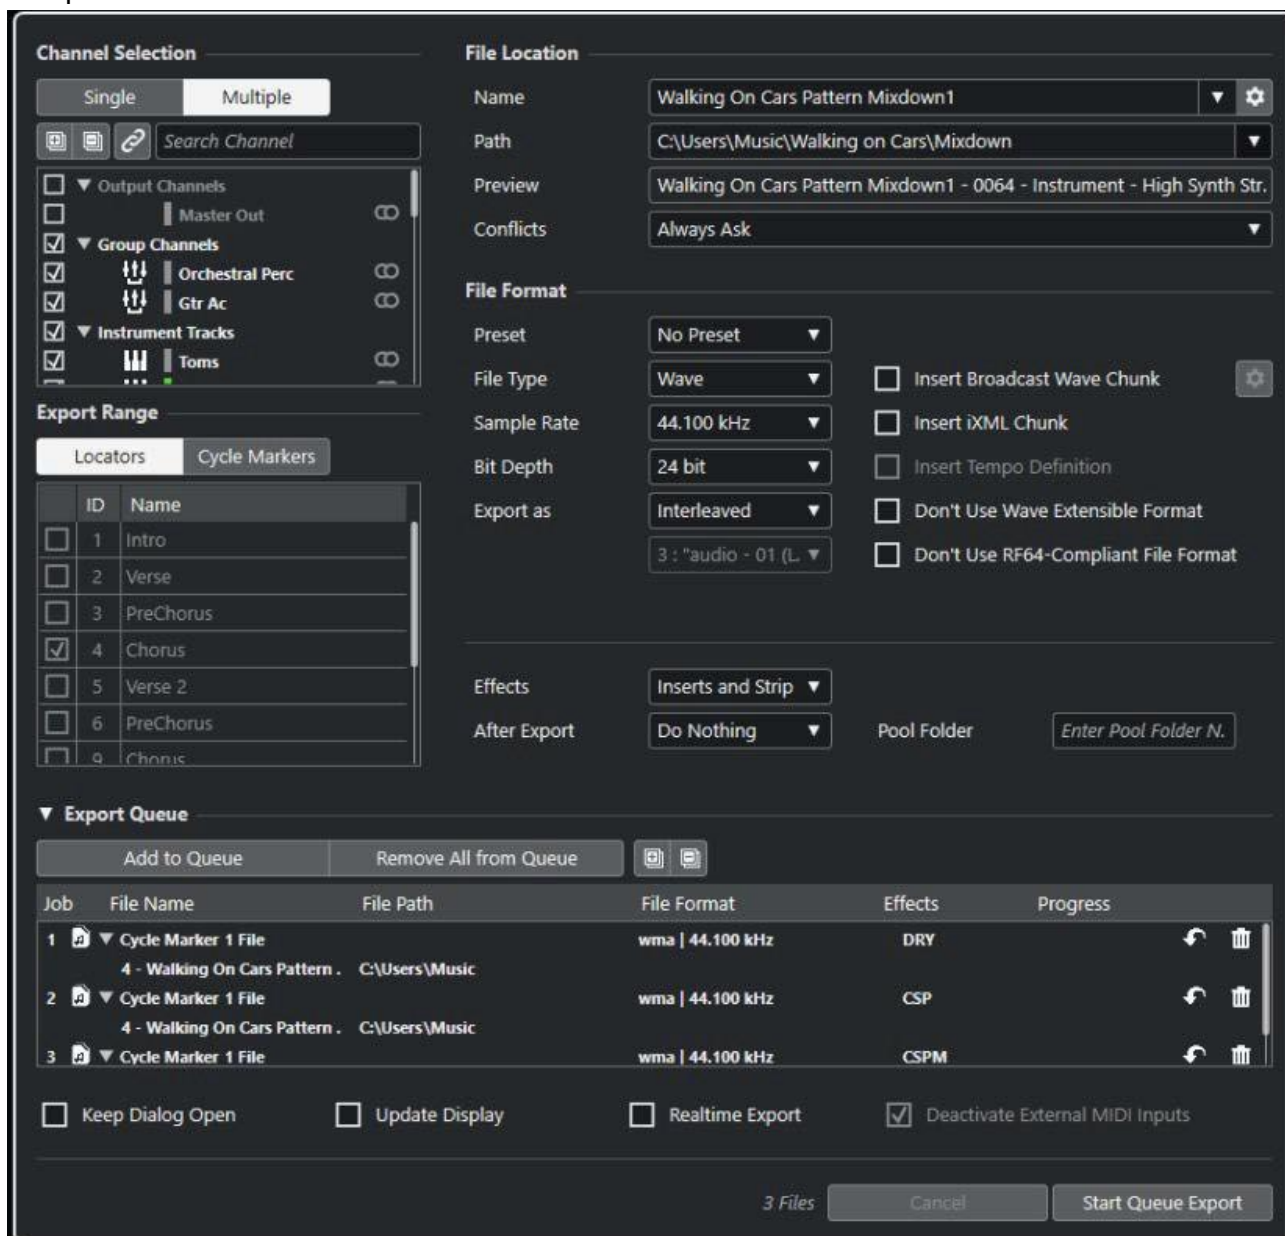 Channel Selection
Single Multiple
Search Channel
Output Channels
Master Out
Group Channels
Orchestral Perc
Gtr Ac
Instrument Tracks
Toms
Export Range
Locators Cycle Markers
ID Name
1 Intro
2 Verse
3 PreChorus
4 Chorus
5 Verse 2
6 PreChorus
9 Chorus
File Location
Name Walking On Cars Pattern Mixdown1
Path C:\Users\Music\Walking on Cars\Mixdown
Preview Walking On Cars Pattern Mixdown1 - 0064 - Instrument - High Synth Str.
Conflicts Always Ask
File Format
Preset No Preset
File Type Wave Insert Broadcast Wave Chunk
Sample Rate 44.100 kHz Insert iXML Chunk
Bit Depth 24 bit Insert Tempo Definition
Export as Interleaved Don't Use Wave Extensible Format
3 : "audio - 01 (L. Don't Use RF64-Compliant File Format
Effects Inserts and Strip
After Export Do Nothing Pool Folder Enter Pool Folder N.
Export Queue
Add to Queue Remove All from Queue
Job File Name File Path File Format Effects Progress
1 Cycle Marker 1 File wma | 44.100 kHz DRY
4 - Walking On Cars Pattern . C:\Users\Music
2 Cycle Marker 1 File wma | 44.100 kHz CSP
4 - Walking On Cars Pattern . C:\Users\Music
3 Cycle Marker 1 File wma | 44.100 kHz CSPM
Keep Dialog Open Update Display Realtime Export Deactivate External MIDI Inputs
3 Files Cancel Start Queue Export